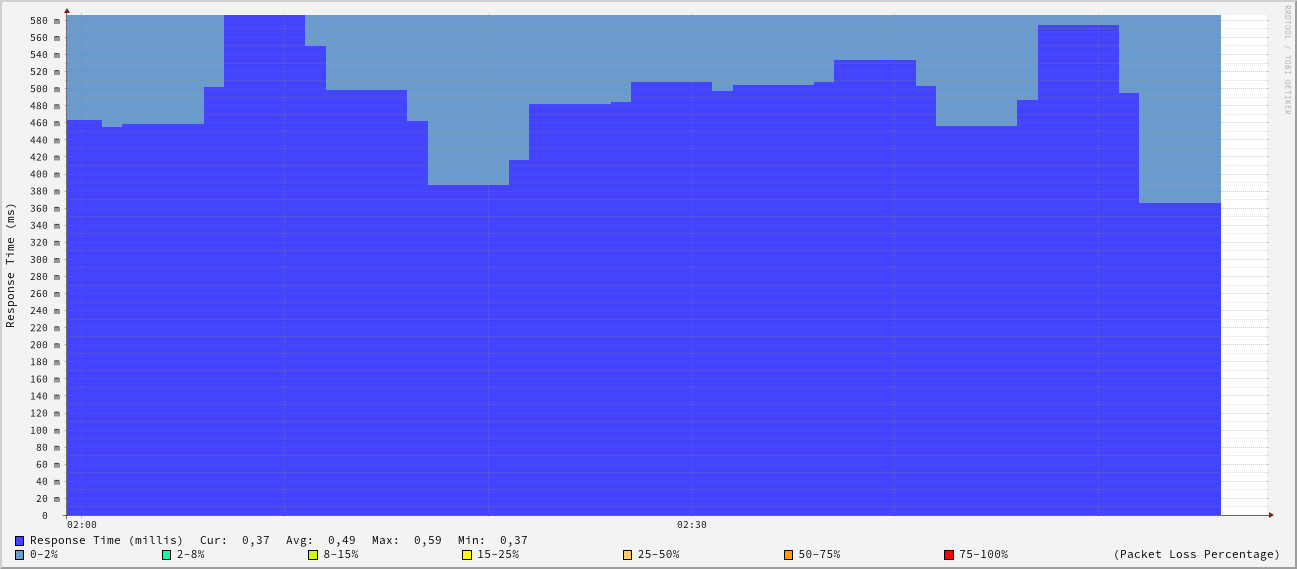 RRDTOOL / TOBI OETIKER
Response Time (ms)
580 m
560 m
540 m
520 m
500 m
480 m
460 m
440 m
420 m
400 m
380 m
360 m
340 m
320 m
300 m
280 m
260 m
240 m
220 m
200 m
180 m
160 m
140 m
120 m
100 m
80 m
60 m
40 m
20 m
0
02:00 02:30
Response Time (millis) Cur: 0,37 Avg: 0,49 Max: 0,59 Min: 0,37
0-2% 2-8% 8-15% 15-25% 25-50% 50-75% 75-100% (Packet Loss Percentage)